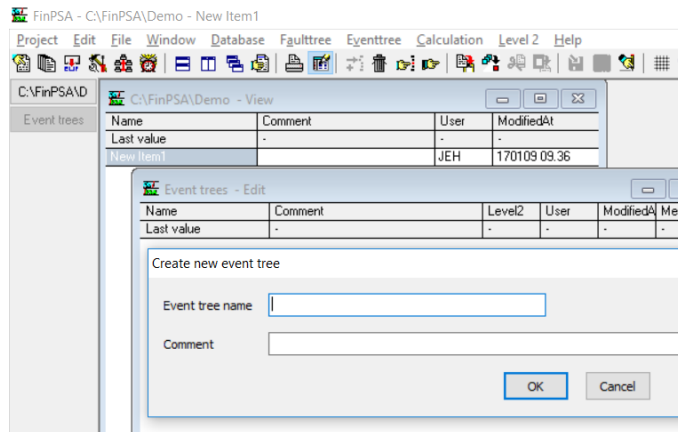 FinPSA - C:\FinPSA\Demo - New Item1
Project Edit File Window Database Faulttree Eventtree Calculation Level 2 Help
C:\FinPSA\D
Event trees
C:\FinPSA\Demo - View
Name Comment User ModifiedAt
Last value - - -
New Item1 JEH 170109 09.36
Event trees - Edit
Name Comment Level2 User ModifiedA Me
Last value - - - - -
Create new event tree
Event tree name
Comment
OK Cancel